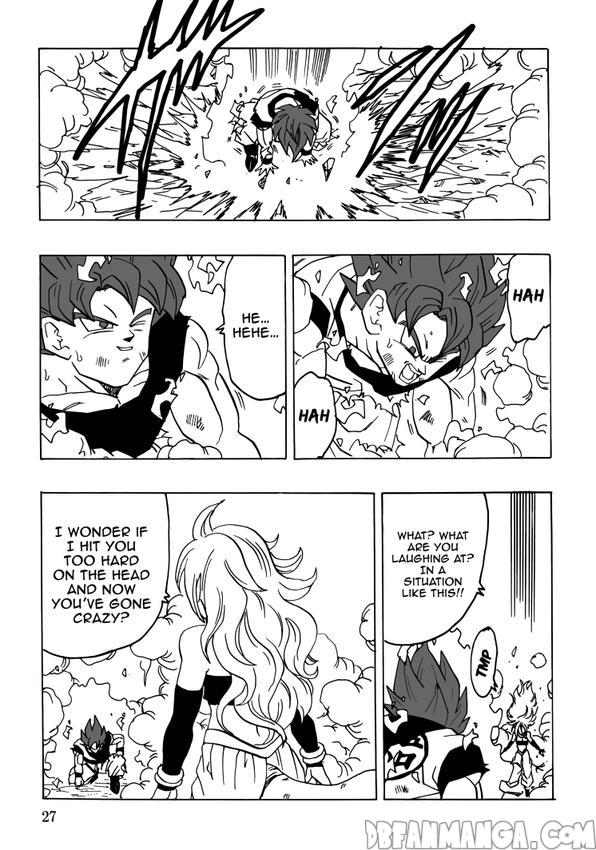 HAH
HAH
HE...
HEHE...
WHAT? WHAT
ARE YOU
LAUGHING AT?
IN A
SITUATION
LIKE THIS!!
TMP
I WONDER IF
I HIT YOU
TOO HARD
ON THE HEAD
AND NOW
YOU'VE GONE
CRAZY?
27
DBFANMANGA.COM